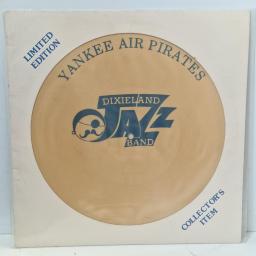 LIMITED
EDITION
YANKEE AIR PIRATES
DIXIELAND
JAZZ
BAND
COLLECTOR'S
ITEM